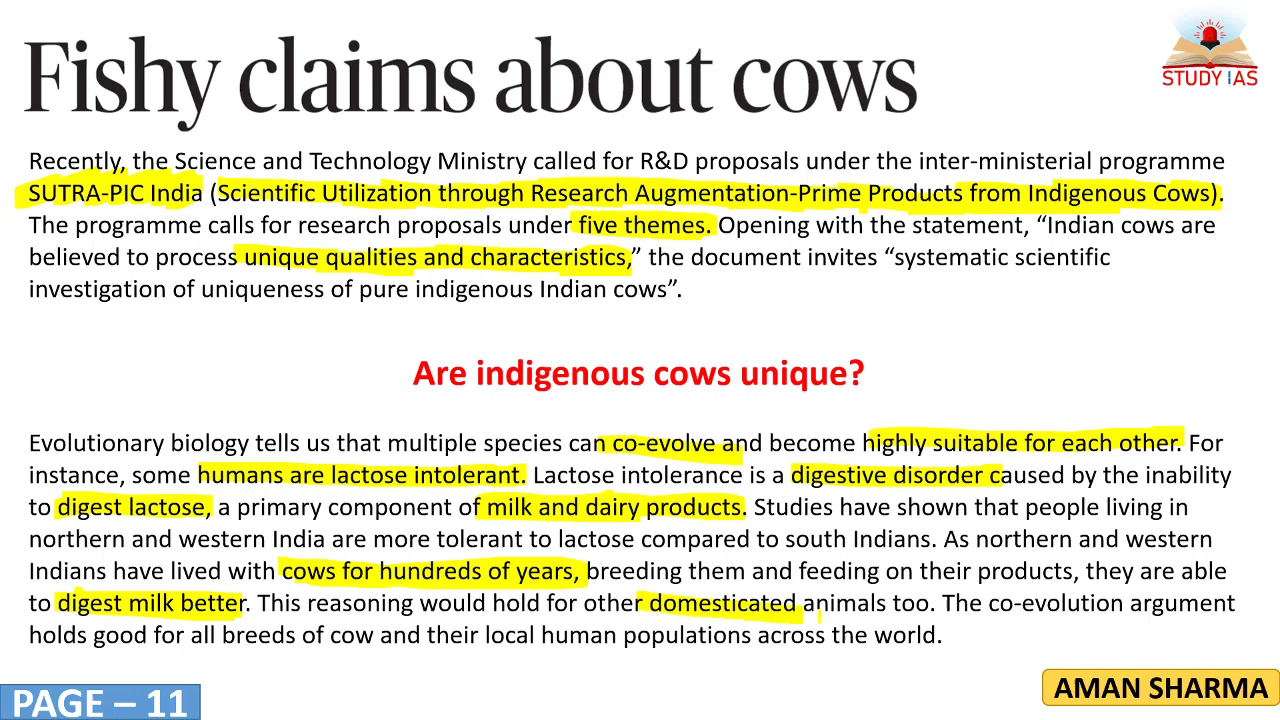 Fishy claims about cows
STUDY IAS
Recently, the Science and Technology Ministry called for R&D proposals under the inter-ministerial programme
SUTRA-PIC India (Scientific Utilization through Research Augmentation-Prime Products from Indigenous Cows).
The programme calls for research proposals under five themes. Opening with the statement, “Indian cows are
believed to process unique qualities and characteristics,” the document invites “systematic scientific
investigation of uniqueness of pure indigenous Indian cows”.
Are indigenous cows unique?
Evolutionary biology tells us that multiple species can co-evolve and become highly suitable for each other. For
instance, some humans are lactose intolerant. Lactose intolerance is a digestive disorder caused by the inability
to digest lactose, a primary component of milk and dairy products. Studies have shown that people living in
northern and western India are more tolerant to lactose compared to south Indians. As northern and western
Indians have lived with cows for hundreds of years, breeding them and feeding on their products, they are able
to digest milk better. This reasoning would hold for other domesticated animals too. The co-evolution argument
holds good for all breeds of cow and their local human populations across the world.
PAGE – 11
AMAN SHARMA